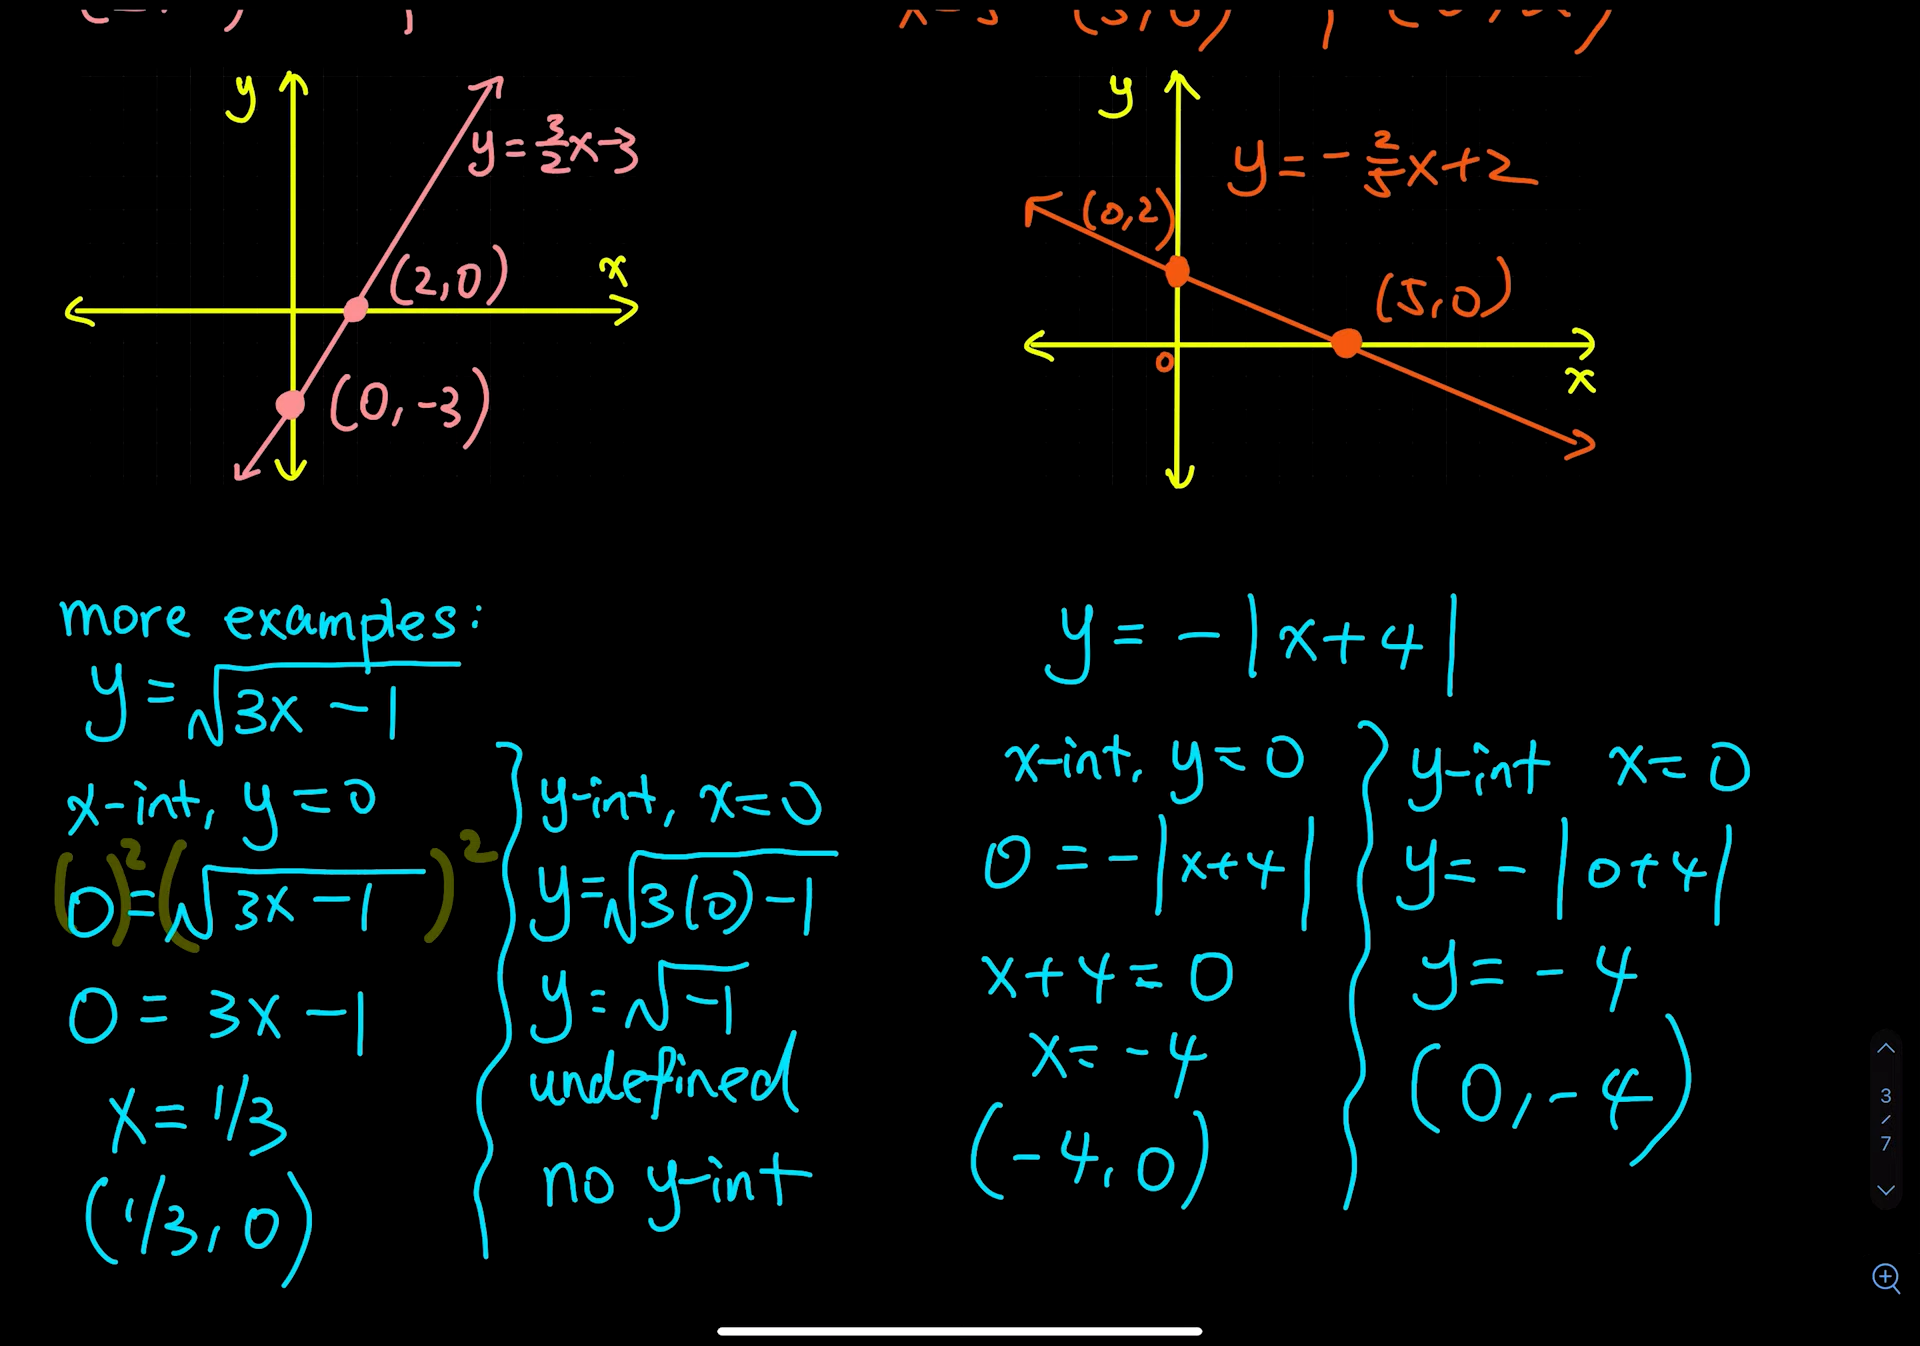 y
y = 3/2 x - 3
(2,0)
x
(0,-3)
y
y = - 2/5 x + 2
(0,2)
(5,0)
0
x
more examples:
y = √(3x - 1)
x-int, y = 0
(0)² = (√(3x - 1))²
0 = 3x - 1
x = 1/3
(1/3, 0)
y-int, x = 0
y = √(3(0) - 1)
y = √-1
undefined
no y-int
y = - |x + 4|
x-int, y = 0
0 = - |x + 4|
x + 4 = 0
x = - 4
(-4, 0)
y-int x = 0
y = - |0 + 4|
y = - 4
(0, -4)
3
/
7